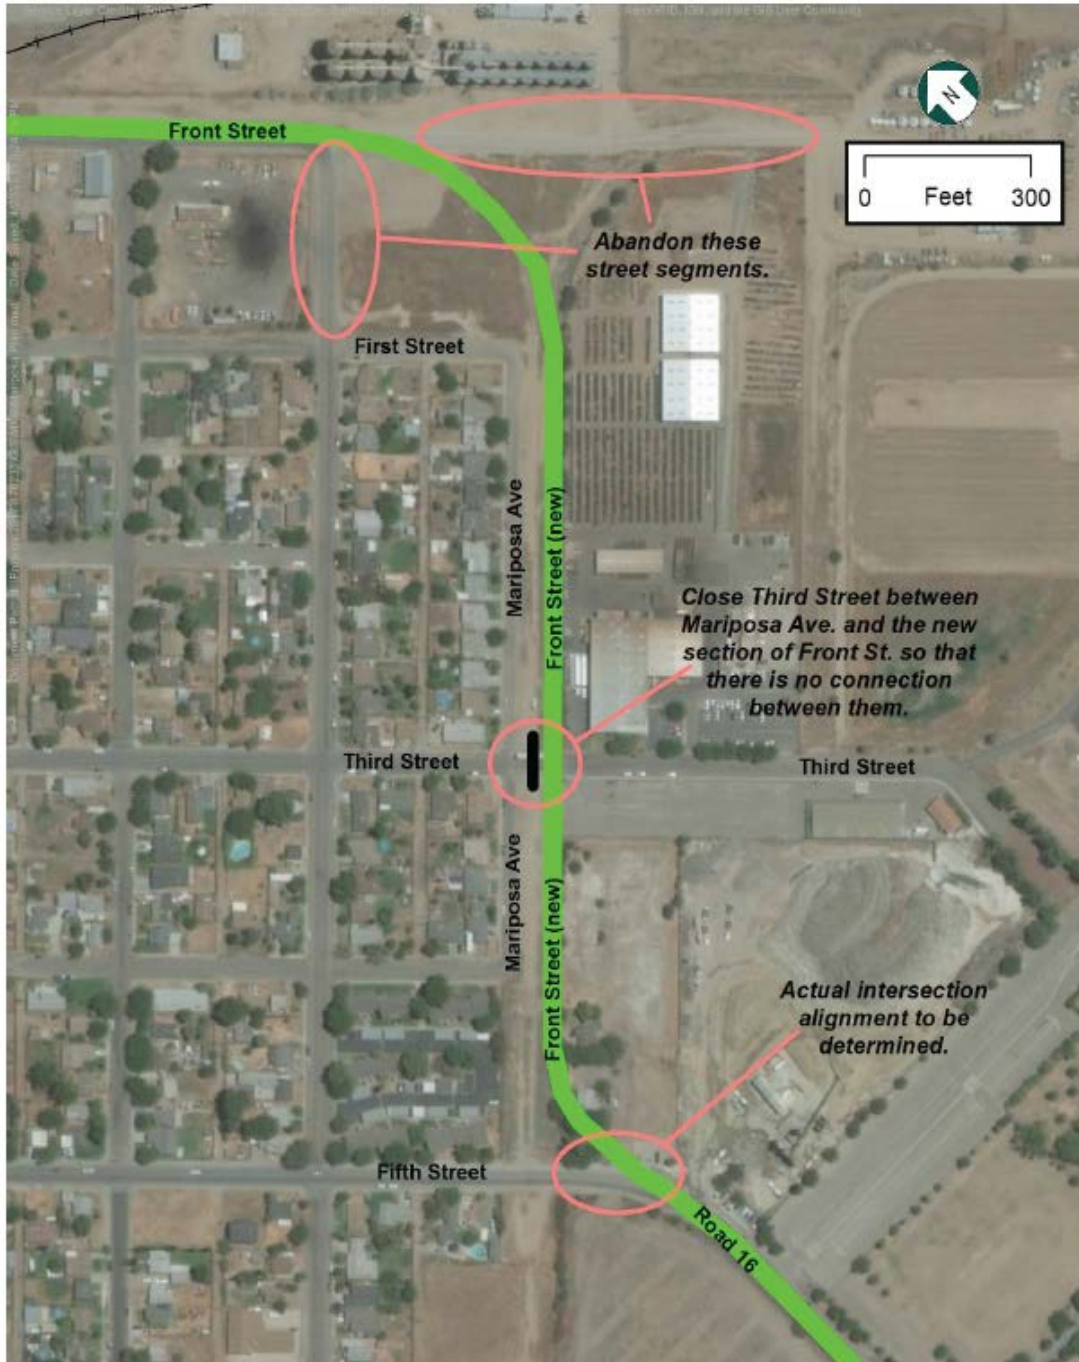 Front Street
N
0 Feet 300
Abandon these
street segments.
First Street
Mariposa Ave
Front Street (new)
Close Third Street between
Mariposa Ave. and the new
section of Front St. so that
there is no connection
between them.
Third Street
Third Street
Mariposa Ave
Front Street (new)
Actual intersection
alignment to be
determined.
Fifth Street
Road 16